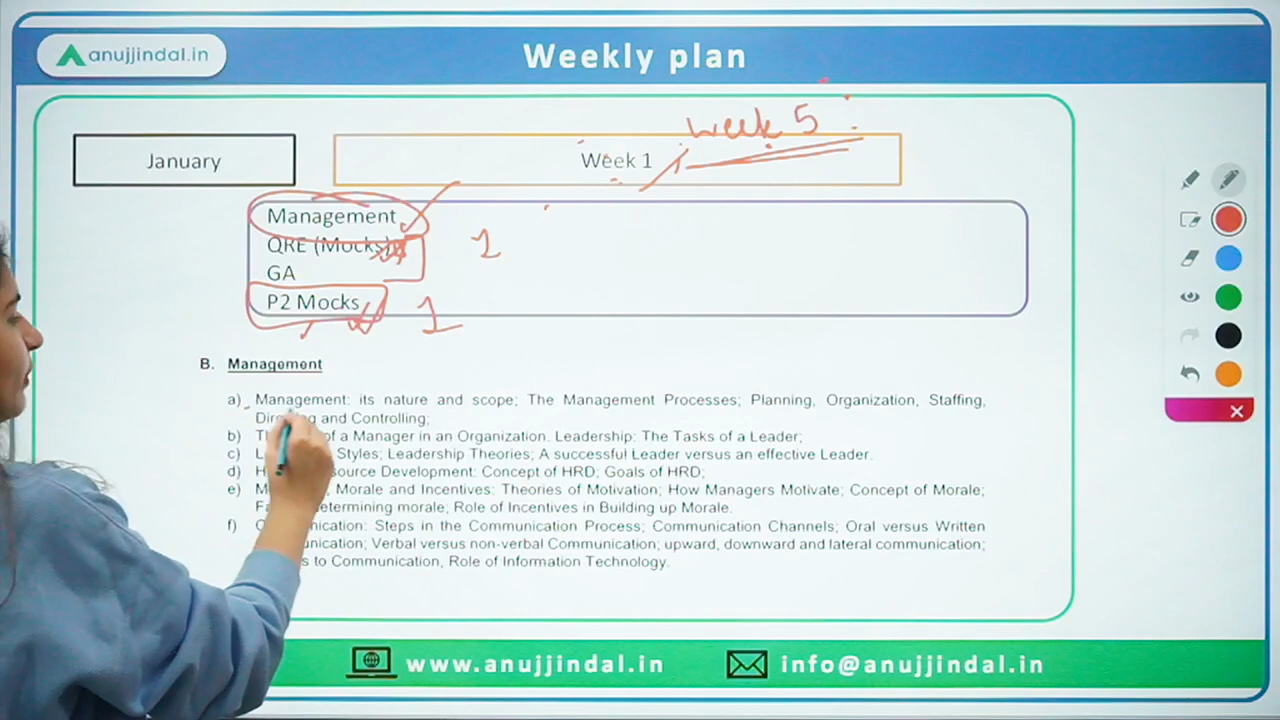 anujjindal.in
Weekly plan
January
Week 1
Week 5
Management
QRE (Mocks)
1
GA
P2 Mocks
1
B. Management
a) Management: its nature and scope; The Management Processes; Planning, Organization, Staffing,
and Controlling;
b) of a Manager in an Organization. Leadership: The Tasks of a Leader;
c) Styles; Leadership Theories; A successful Leader versus an effective Leader.
d) Development: Concept of HRD; Goals of HRD;
e) Morale and Incentives: Theories of Motivation; How Managers Motivate; Concept of Morale;
determining morale; Role of Incentives in Building up Morale.
f) Steps in the Communication Process; Communication Channels; Oral versus Written
Verbal versus non-verbal Communication; upward, downward and lateral communication;
to Communication, Role of Information Technology.
www.anujjindal.in
info@anujjindal.in